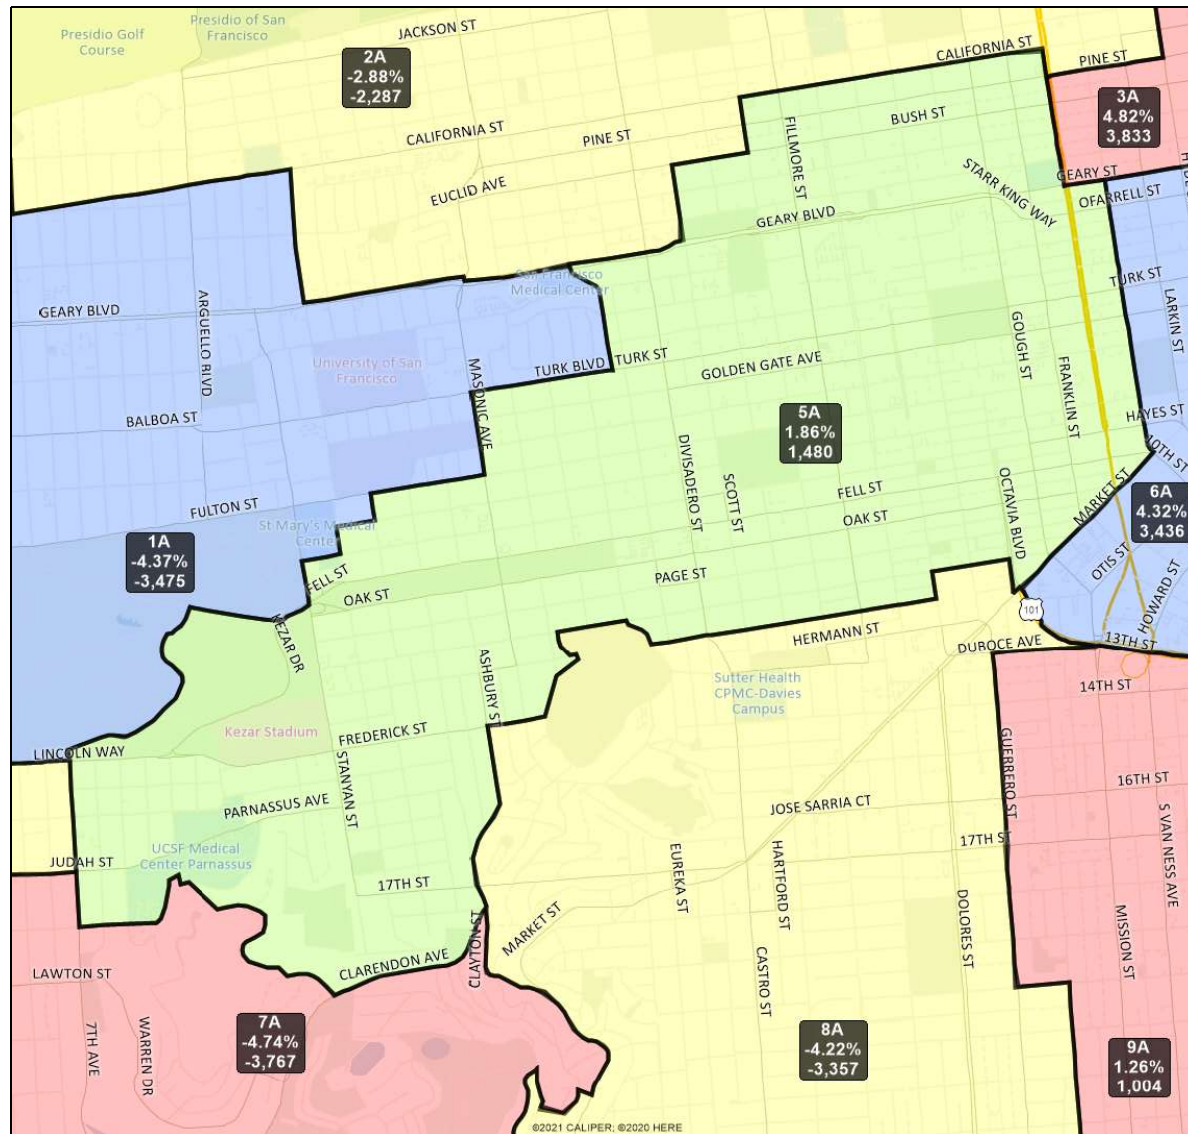 Presidio Golf
Course
Presidio of San
Francisco
JACKSON ST
2A
-2.88%
-2,287
CALIFORNIA ST
PINE ST
3A
4.82%
3,833
CALIFORNIA ST
PINE ST
FILLMORE ST
BUSH ST
EUCLID AVE
STARR KING WAY
GEARY ST
OFARRELL ST
GEARY BLVD
San Francisco
Medical Center
TURK ST
LARKIN ST
GEARY BLVD
ARGUELLO BLVD
University of San
Francisco
MASONIC AVE
TURK BLVD
TURK ST
GOLDEN GATE AVE
GOUGH ST
FRANKLIN ST
BALBOA ST
5A
1.86%
1,480
HAYES ST
10TH ST
DIVISADERO ST
SCOTT ST
FELL ST
OAK ST
OCTAVIA BLVD
MARKET ST
6A
4.32%
3,436
FULTON ST
St Mary's Medical
Center
1A
-4.37%
-3,475
FELL ST
OAK ST
PAGE ST
OTIS ST
HOWARD ST
101
13TH ST
KEZAR DR
HERMANN ST
DUBOCE AVE
ASHBURY ST
Sutter Health
CPMC-Davies
Campus
14TH ST
Kezar Stadium
FREDERICK ST
LINCOLN WAY
STANYAN ST
GUERRERO ST
16TH ST
PARNASSUS AVE
JOSE SARRIA CT
S VAN NESS AVE
UCSF Medical
Center Parnassus
JUDAH ST
EUREKA ST
HARTFORD ST
17TH ST
17TH ST
DOLORES ST
MISSION ST
MARKET ST
CLAYTON ST
CLARENDON AVE
CASTRO ST
LAWTON ST
7TH AVE
WARREN DR
7A
-4.74%
-3,767
8A
-4.22%
-3,357
9A
1.26%
1,004
©2021 CALIPER; ©2020 HERE